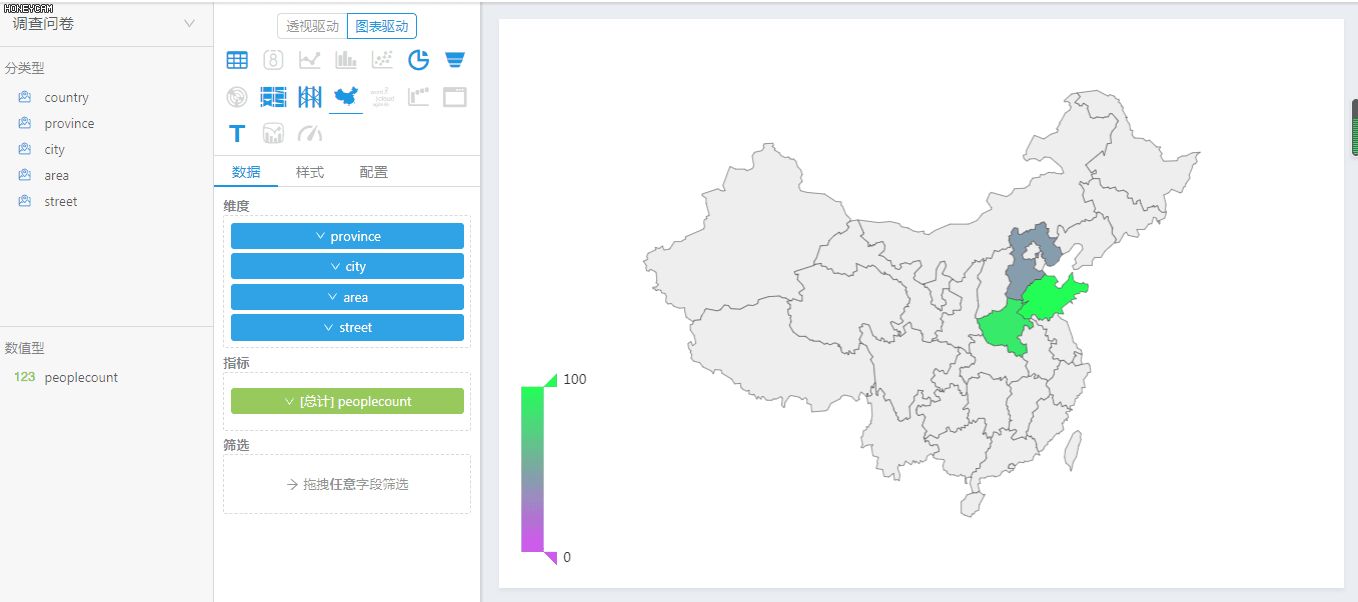 HONEYCAM
调查问卷
分类型
country
province
city
area
street
数值型
123 peoplecount
透视驱动 图表驱动
8
T
数据 样式 配置
维度
province
city
area
street
指标
[总计] peoplecount
筛选
拖拽任意字段筛选
100
0